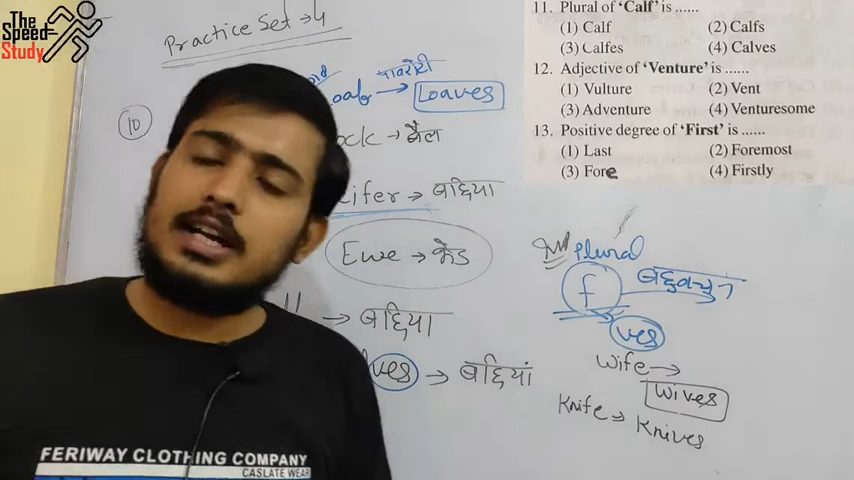 The
Speed
Study
Practice Set → 4
10
पावरोटी
→ Loaves
→ बैल
→ बछिया
Ewe → भेड
→ बछिया
ves → बछियां
11. Plural of 'Calf' is ......
(1) Calf (2) Calfs
(3) Calfes (4) Calves
12. Adjective of 'Venture' is ......
(1) Vulture (2) Vent
(3) Adventure (4) Venturesome
13. Positive degree of 'First' is ......
(1) Last (2) Foremost
(3) Fore (4) Firstly
Plural
f
ves
Wife →
Wives
Knife → Knives
FERIWAY CLOTHING COMPANY
CASLATE WEAR